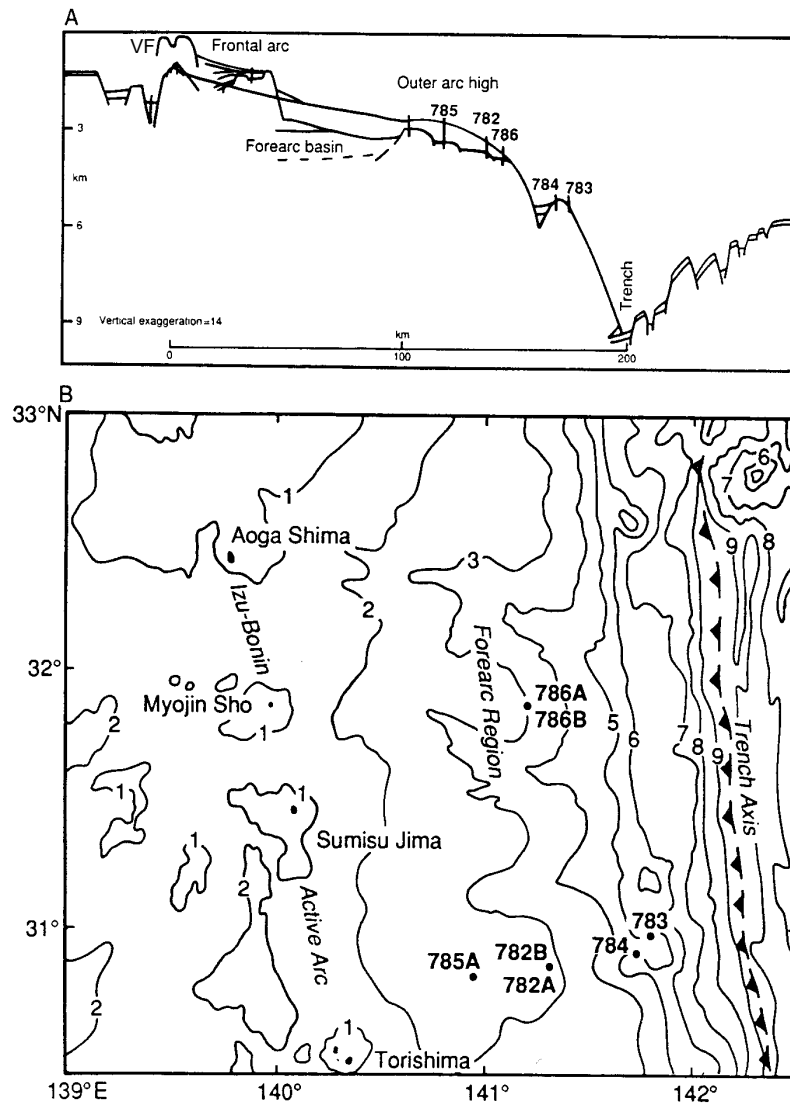 A
VF
Frontal arc
Outer arc high
785
782
786
3
Forearc basin
km
784
783
6
Trench
9
Vertical exaggeration=14
km
0
100
200
B
33°N
6
7
1
9
8
Aoga Shima
3
2
Izu-Bonin
Forearc Region
32°
786A
Myojin Sho
786B
2
1
5
6
7
8
9
Trench Axis
1
1
Sumisu Jima
2
Active Arc
31°
783
784
785A
782B
782A
2
1
Torishima
139°E
140°
141°
142°